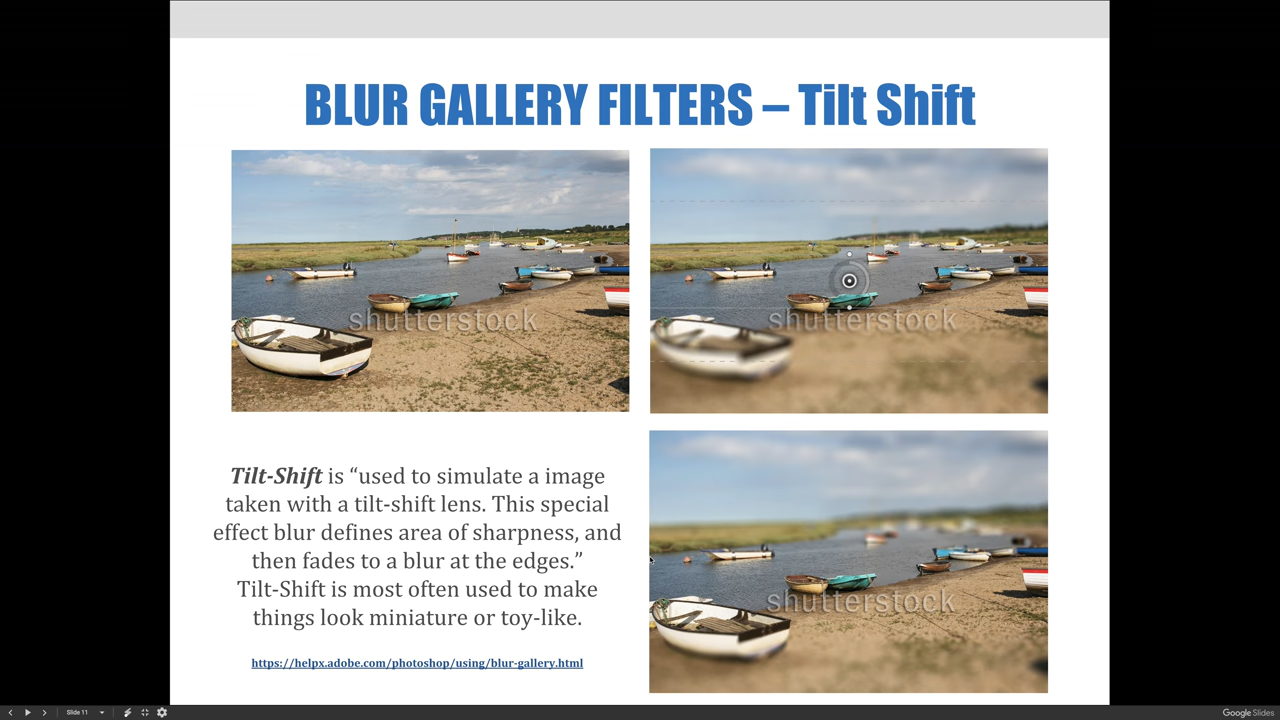 BLUR GALLERY FILTERS – Tilt Shift
shutterstock
shutterstock
Tilt-Shift is “used to simulate a image
taken with a tilt-shift lens. This special
effect blur defines area of sharpness, and
then fades to a blur at the edges.”
Tilt-Shift is most often used to make
things look miniature or toy-like.
https://helpx.adobe.com/photoshop/using/blur-gallery.html
shutterstock
Slide 11
Google Slides